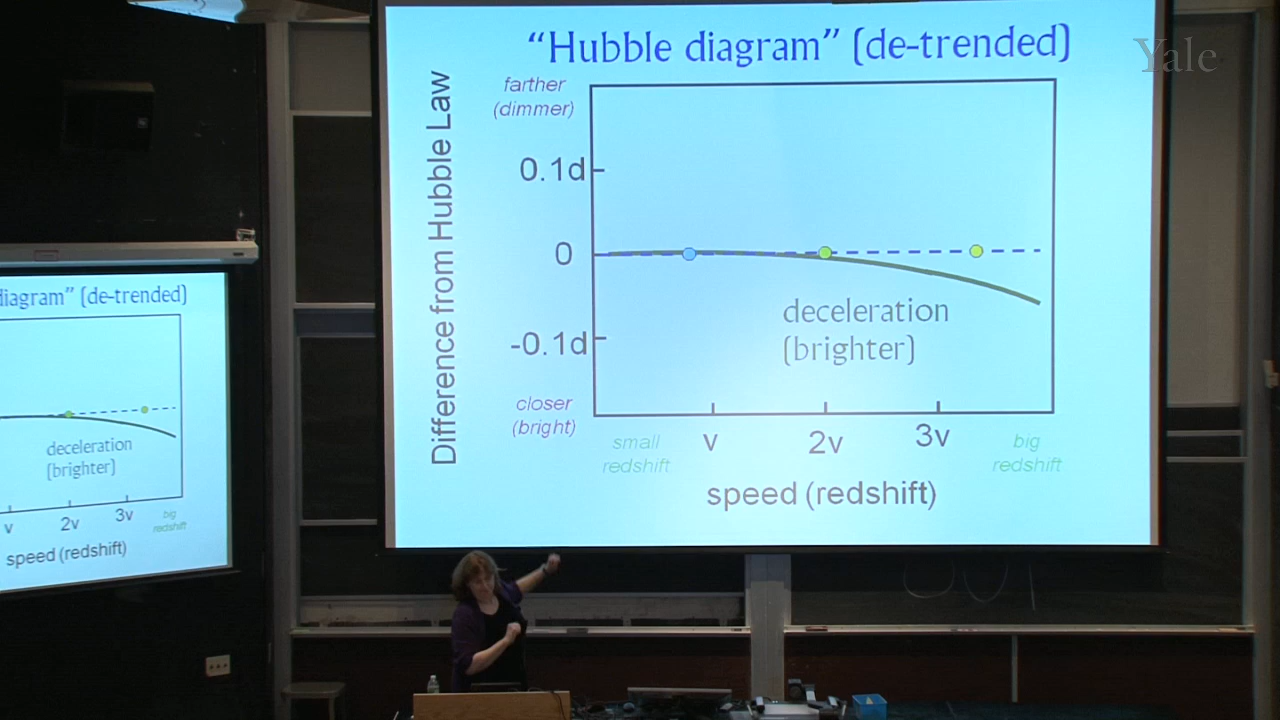 “Hubble diagram” (de-trended)
Yale
Difference from Hubble Law
farther
(dimmer)
0.1d
0
-0.1d
closer
(bright)
deceleration
(brighter)
small
redshift
v
2v
3v
big
redshift
speed (redshift)
diagram” (de-trended)
deceleration
(brighter)
v
2v
3v
big
redshift
speed (redshift)